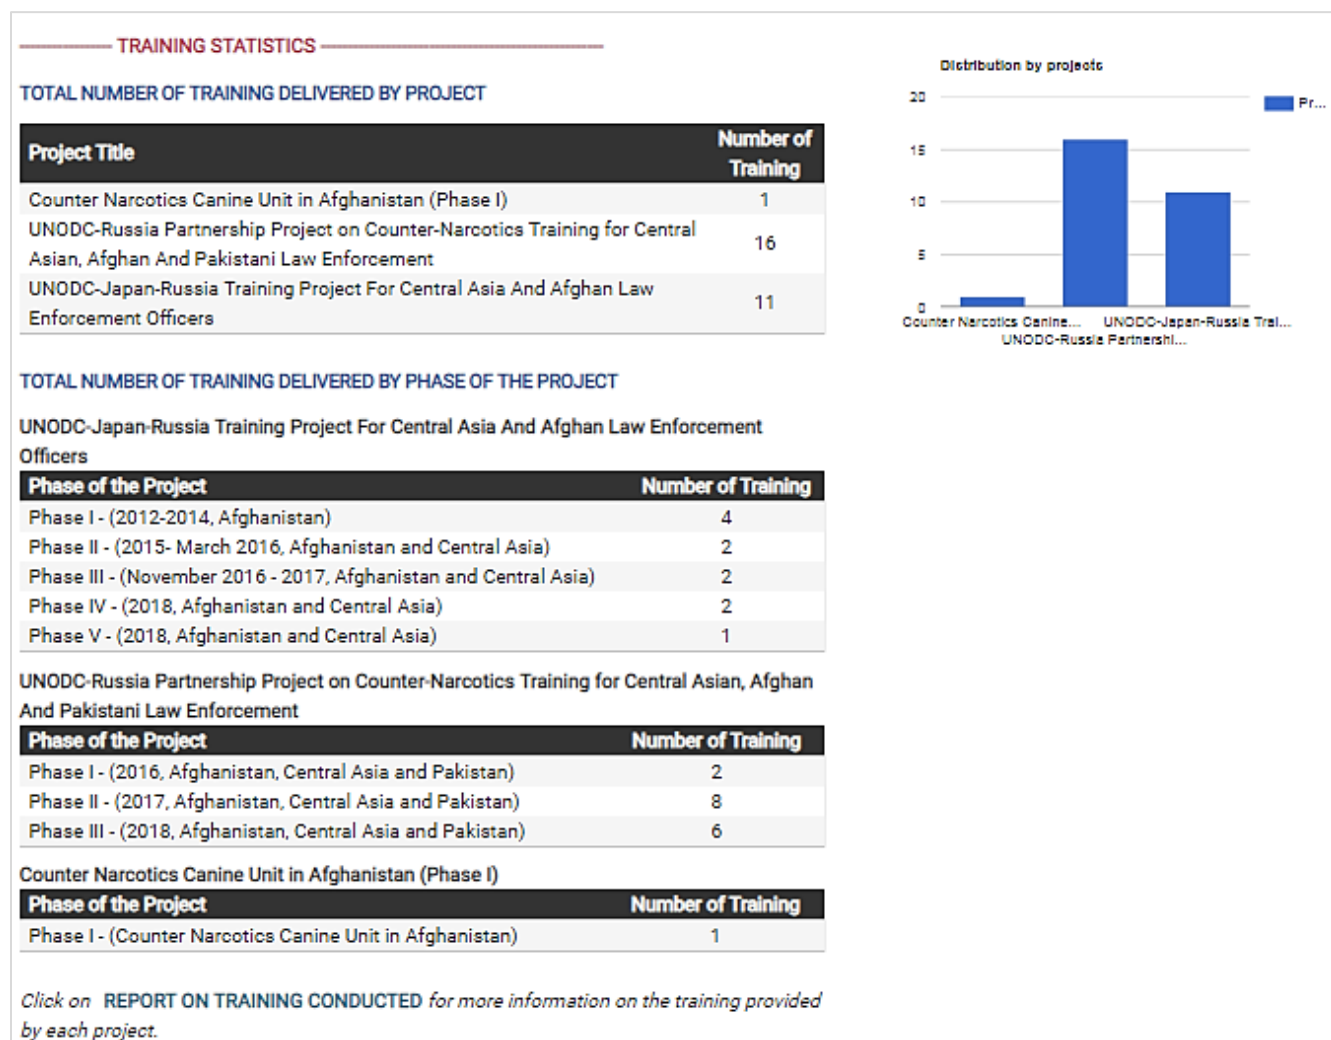 TRAINING STATISTICS
TOTAL NUMBER OF TRAINING DELIVERED BY PROJECT
Project Title
Number of
Training
Counter Narcotics Canine Unit in Afghanistan (Phase I) 1
UNODC-Russia Partnership Project on Counter-Narcotics Training for Central
Asian, Afghan And Pakistani Law Enforcement
16
UNODC-Japan-Russia Training Project For Central Asia And Afghan Law
Enforcement Officers
11
Distribution by projects
20
15
10
5
0
Pr...
Counter Narcotics Canine... UNODC-Japan-Russia Trai...
UNODC-Russia Partnershi...
TOTAL NUMBER OF TRAINING DELIVERED BY PHASE OF THE PROJECT
UNODC-Japan-Russia Training Project For Central Asia And Afghan Law Enforcement
Officers
Phase of the Project Number of Training
Phase I - (2012-2014, Afghanistan) 4
Phase II - (2015- March 2016, Afghanistan and Central Asia) 2
Phase III - (November 2016 - 2017, Afghanistan and Central Asia) 2
Phase IV - (2018, Afghanistan and Central Asia) 2
Phase V - (2018, Afghanistan and Central Asia) 1
UNODC-Russia Partnership Project on Counter-Narcotics Training for Central Asian, Afghan
And Pakistani Law Enforcement
Phase of the Project Number of Training
Phase I - (2016, Afghanistan, Central Asia and Pakistan) 2
Phase II - (2017, Afghanistan, Central Asia and Pakistan) 8
Phase III - (2018, Afghanistan, Central Asia and Pakistan) 6
Counter Narcotics Canine Unit in Afghanistan (Phase I)
Phase of the Project Number of Training
Phase I - (Counter Narcotics Canine Unit in Afghanistan) 1
Click on REPORT ON TRAINING CONDUCTED for more information on the training provided
by each project.